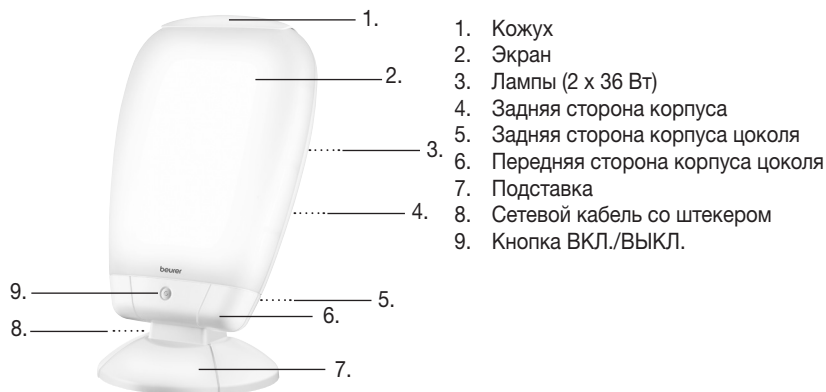 1.
2.
3.
4.
5.
6.
7.
8.
9.
beurer
1. Кожух
2. Экран
3. Лампы (2 x 36 Вт)
4. Задняя сторона корпуса
5. Задняя сторона корпуса цоколя
6. Передняя сторона корпуса цоколя
7. Подставка
8. Сетевой кабель со штекером
9. Кнопка ВКЛ./ВЫКЛ.